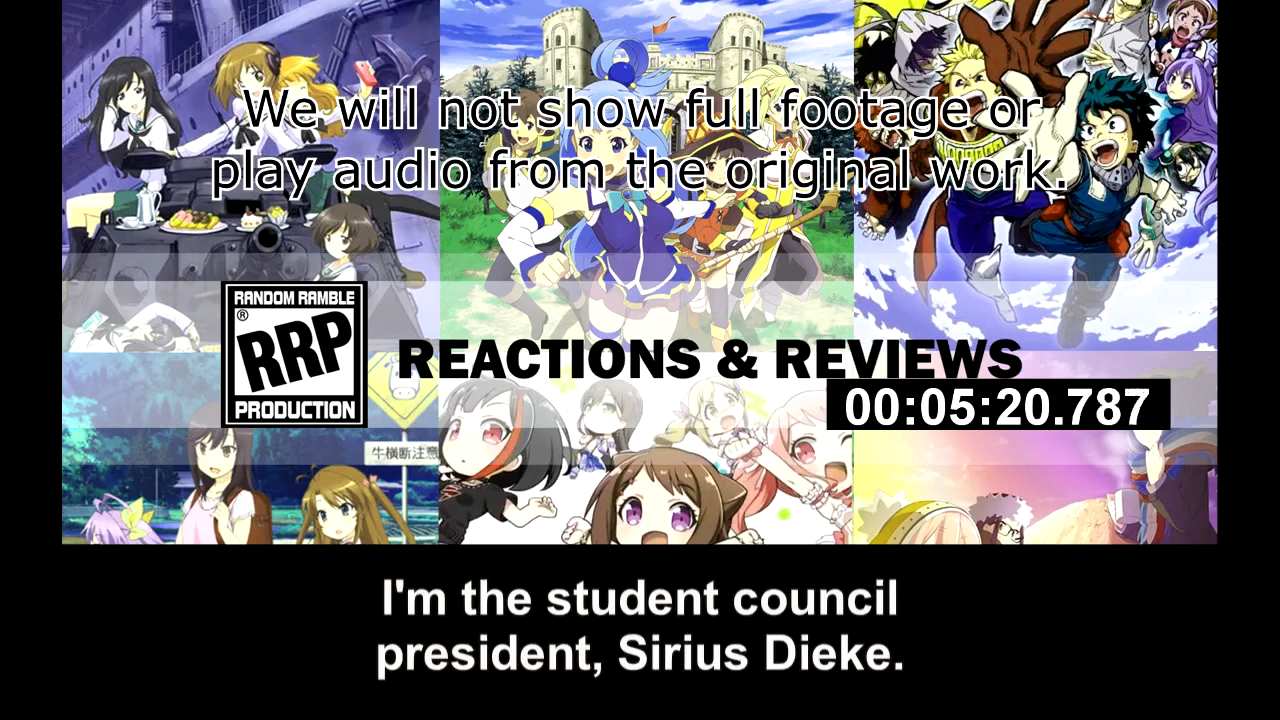 We will not show full footage or
play audio from the original work.
RANDOM RAMBLE
®
RRP
PRODUCTION
REACTIONS & REVIEWS
00:05:20.787
牛横断注意
I'm the student council
president, Sirius Dieke.